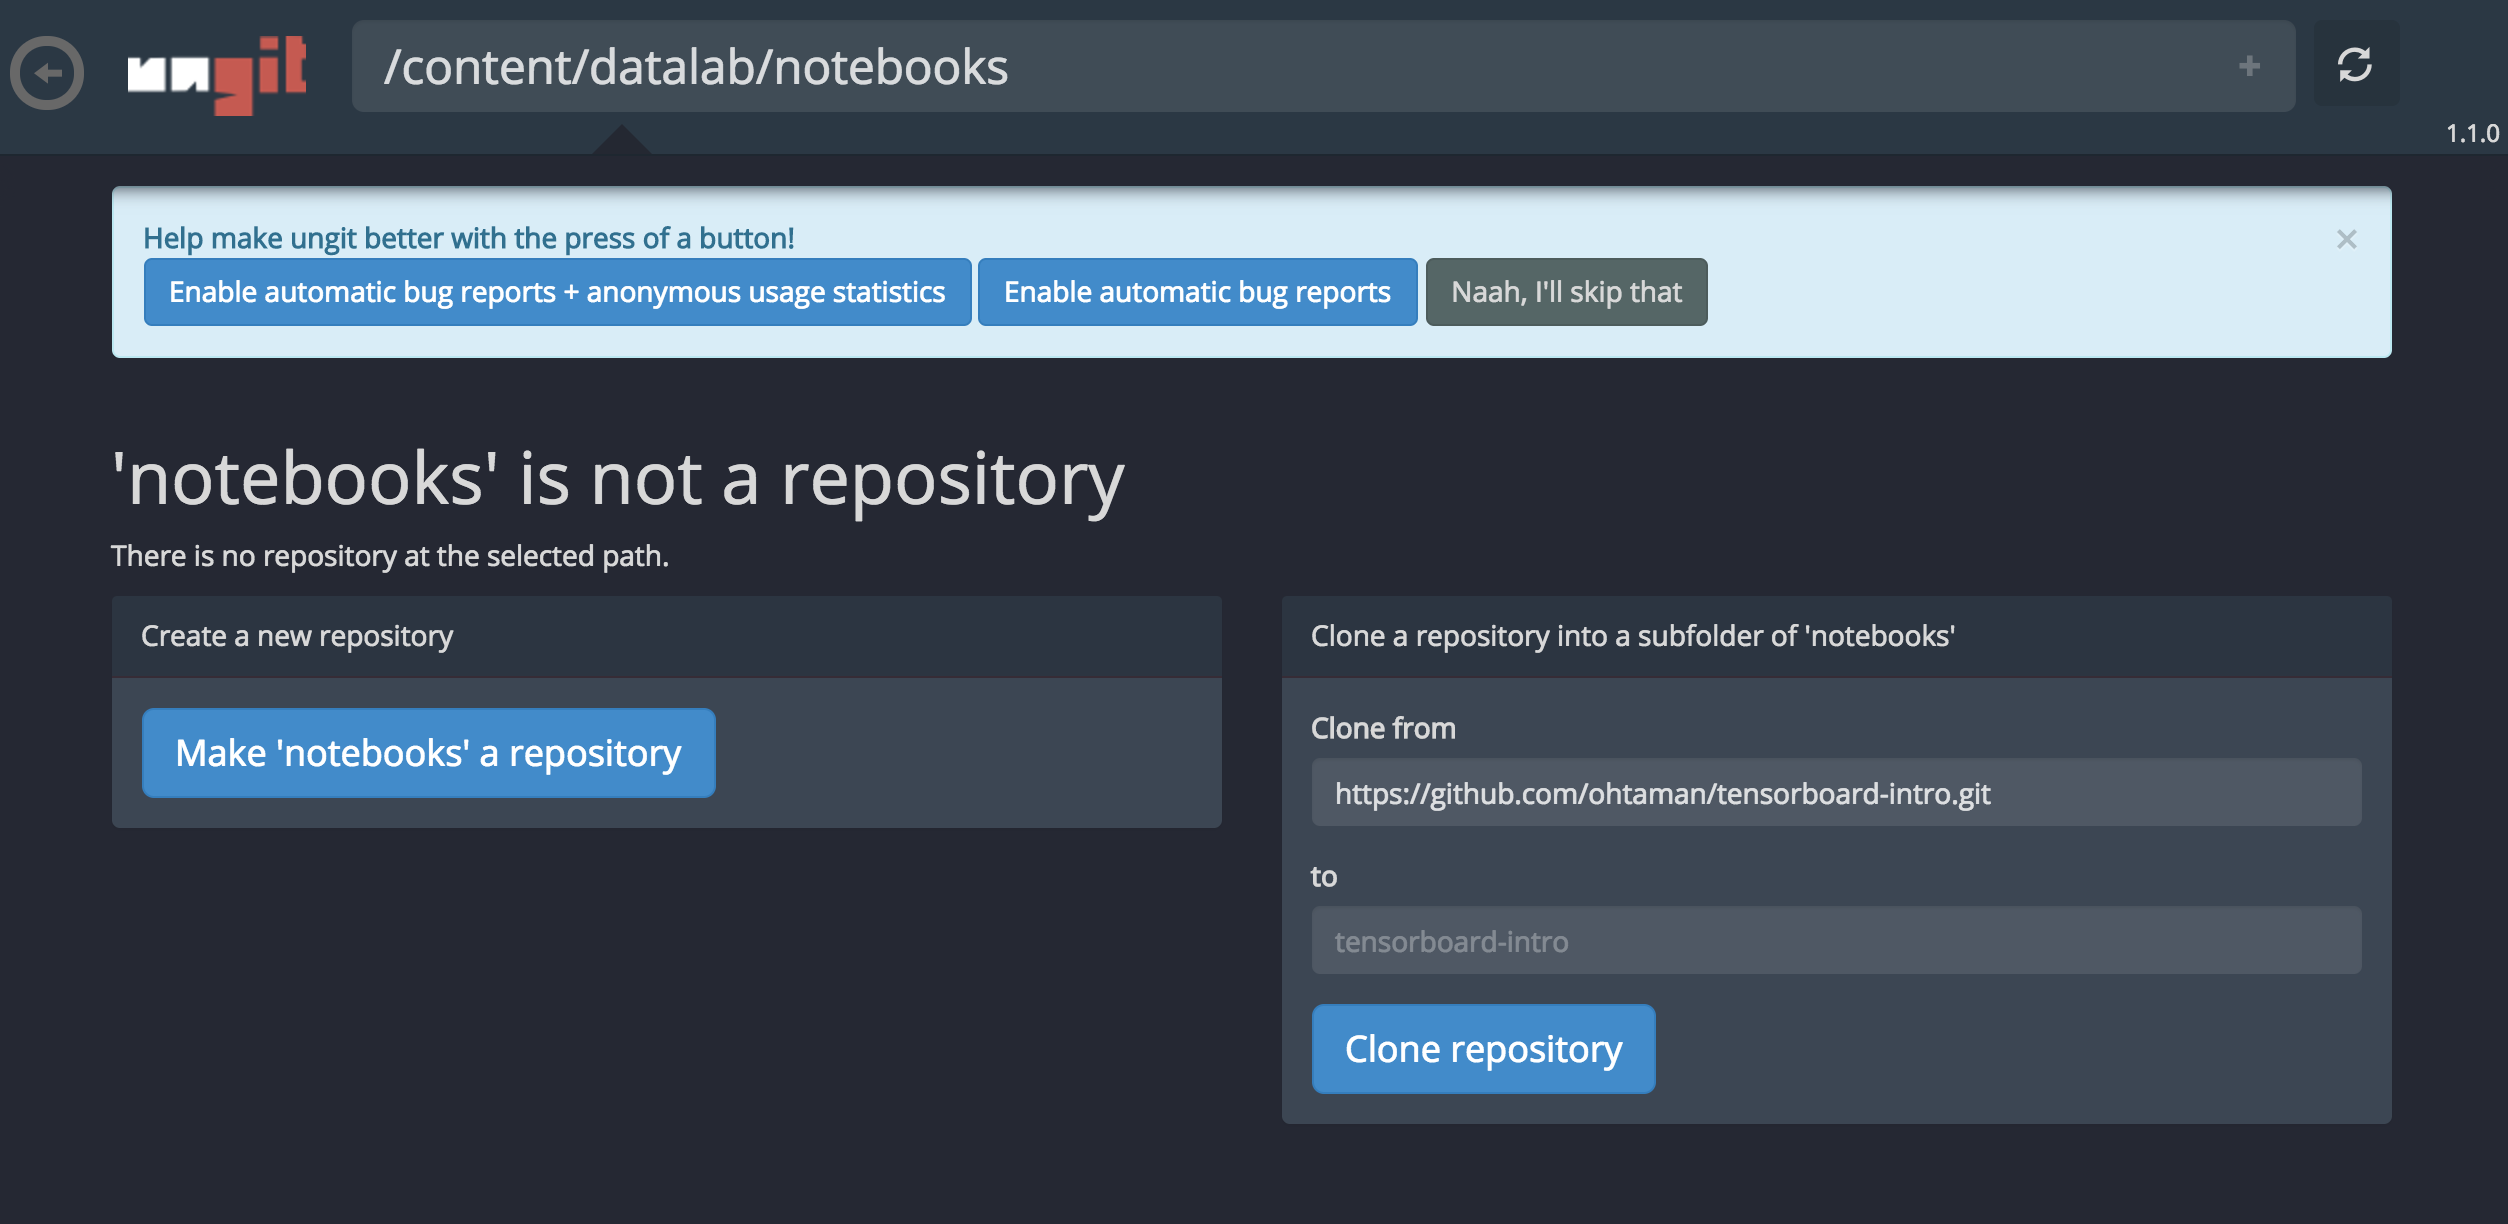 ungit
/content/datalab/notebooks
1.1.0
Help make ungit better with the press of a button!
Enable automatic bug reports + anonymous usage statistics
Enable automatic bug reports
Naah, I'll skip that
'notebooks' is not a repository
There is no repository at the selected path.
Create a new repository
Make 'notebooks' a repository
Clone a repository into a subfolder of 'notebooks'
Clone from
https://github.com/ohtaman/tensorboard-intro.git
to
tensorboard-intro
Clone repository